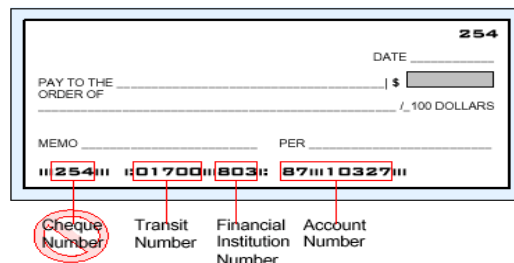 254
DATE
PAY TO THE
ORDER OF
$
/_100 DOLLARS
MEMO PER
⑈254⑈ ⑆01700⑈803⑆ 87⑈10327⑈
Cheque Number
Transit Number
Financial Institution Number
Account Number